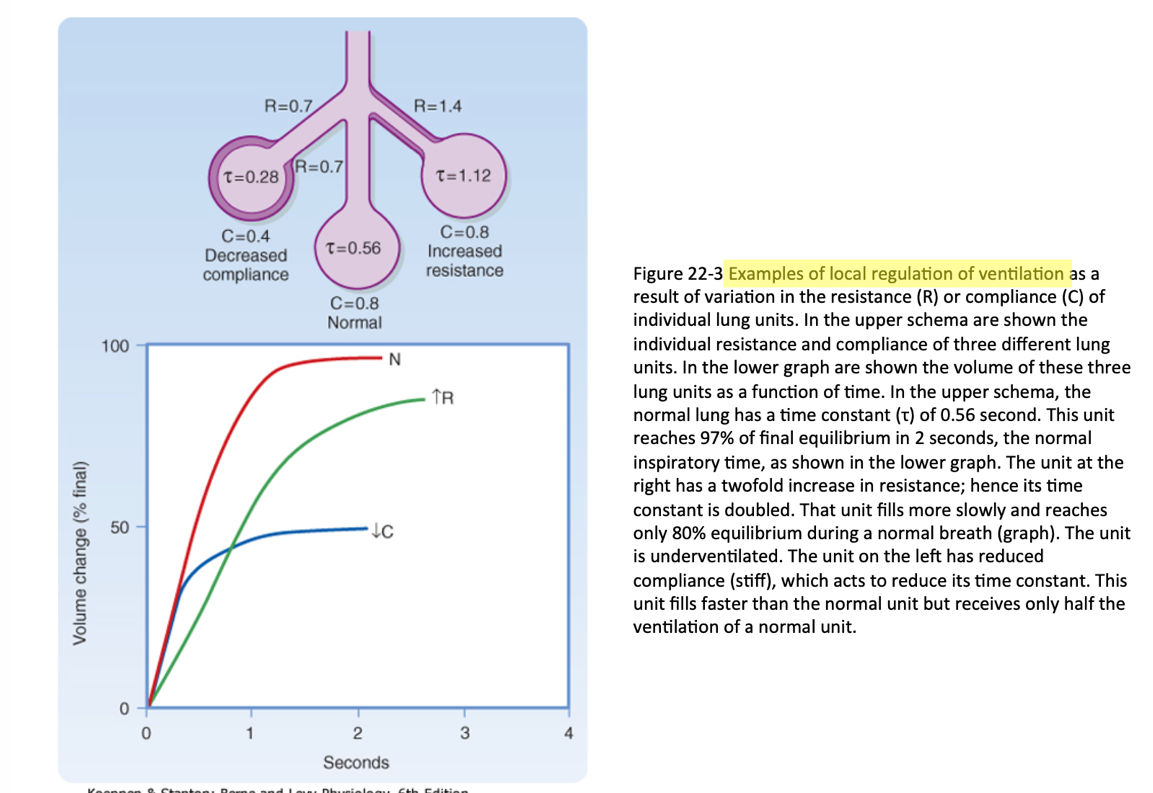 R=0.7
R=1.4
R=0.7
τ=0.28
τ=1.12
C=0.4
Decreased
compliance
τ=0.56
C=0.8
Increased
resistance
C=0.8
Normal
100
50
0
Volume change (% final)
N
↑R
↓C
0 1 2 3 4
Seconds
Koeppen & Stanton: Berne and Levy Physiology, 6th Edition
Figure 22-3 Examples of local regulation of ventilation as a
result of variation in the resistance (R) or compliance (C) of
individual lung units. In the upper schema are shown the
individual resistance and compliance of three different lung
units. In the lower graph are shown the volume of these three
lung units as a function of time. In the upper schema, the
normal lung has a time constant (τ) of 0.56 second. This unit
reaches 97% of final equilibrium in 2 seconds, the normal
inspiratory time, as shown in the lower graph. The unit at the
right has a twofold increase in resistance; hence its time
constant is doubled. That unit fills more slowly and reaches
only 80% equilibrium during a normal breath (graph). The unit
is underventilated. The unit on the left has reduced
compliance (stiff), which acts to reduce its time constant. This
unit fills faster than the normal unit but receives only half the
ventilation of a normal unit.